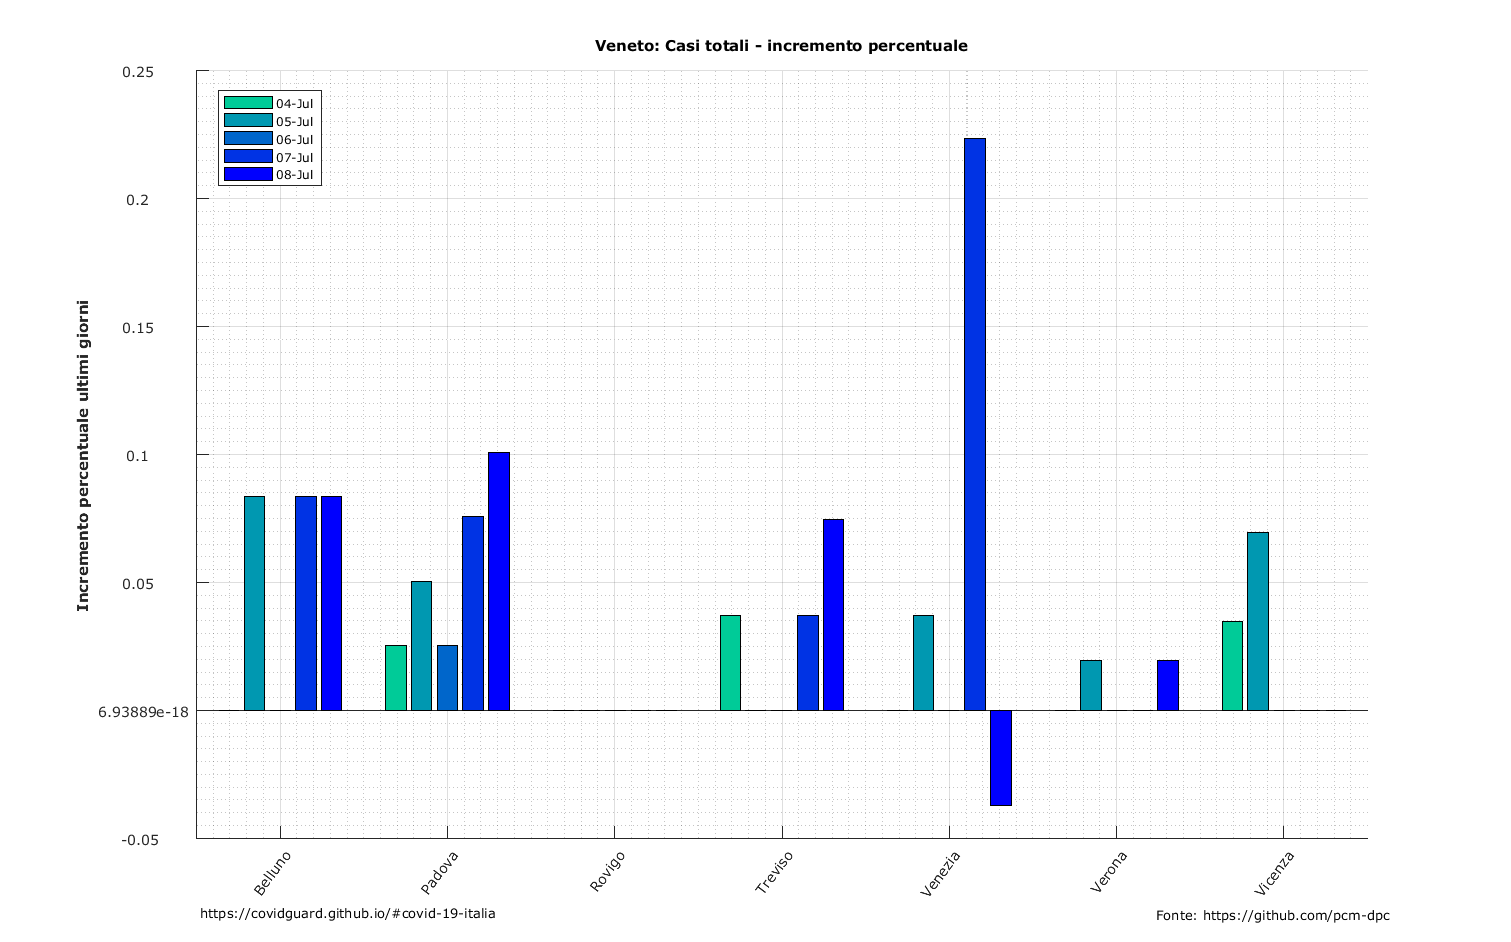 Veneto: Casi totali - incremento percentuale
0.25
0.2
0.15
0.1
0.05
6.93889e-18
-0.05
Incremento percentuale ultimi giorni
04-Jul
05-Jul
06-Jul
07-Jul
08-Jul
Belluno
Padova
Rovigo
Treviso
Venezia
Verona
Vicenza
https://covidguard.github.io/#covid-19-italia
Fonte: https://github.com/pcm-dpc